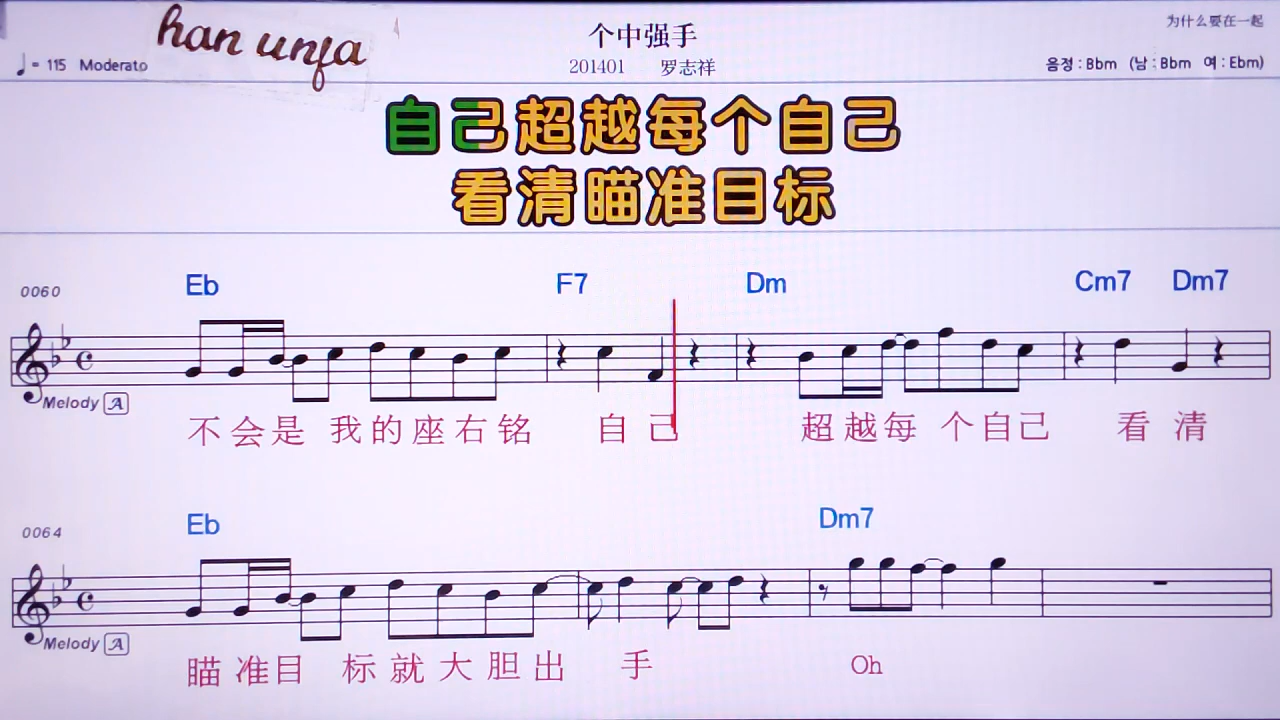 han unfa
个中强手
为什么要在一起
♩= 115 Moderato
201401 罗志祥
음정 : Bbm (남 : Bbm 여 : Ebm)
自己超越每个自己
看清瞄准目标
Eb F7 Dm Cm7 Dm7
0060
Melody A
不会是 我的座右铭 自己 超越每 个自己 看清
Eb Dm7
0064
Melody A
瞄准目 标就大胆出 手 Oh